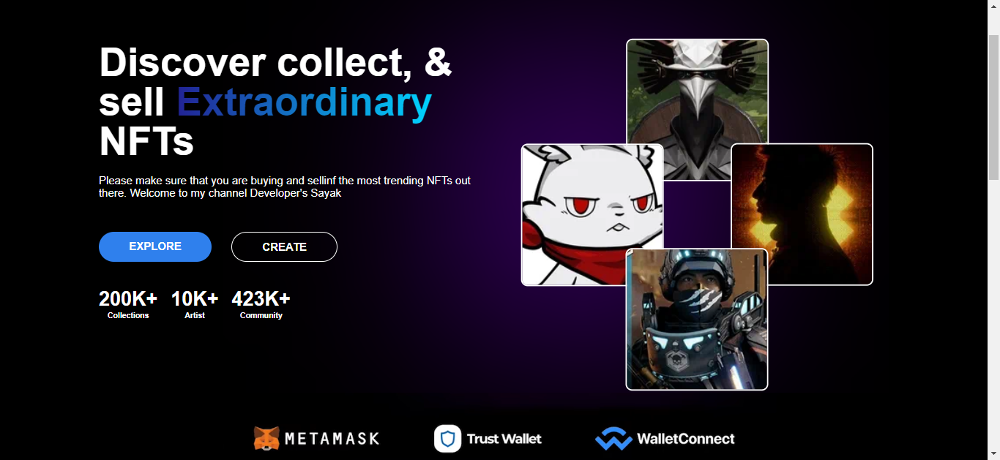 Discover collect, &
sell Extraordinary
NFTs
Please make sure that you are buying and sellinf the most trending NFTs out
there. Welcome to my channel Developer's Sayak
EXPLORE
CREATE
200K+ 10K+ 423K+
Collections Artist Community
METAMASK
Trust Wallet
WalletConnect